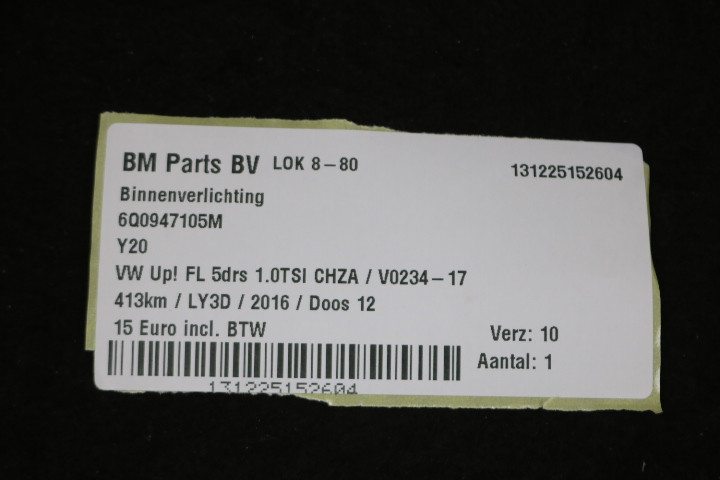 BM Parts BV LOK 8-80 131225152604
Binnenverlichting
6Q0947105M
Y20
VW Up! FL 5drs 1.0TSI CHZA / V0234-17
413km / LY3D / 2016 / Doos 12
15 Euro incl. BTW Verz: 10
Aantal: 1
131225152604